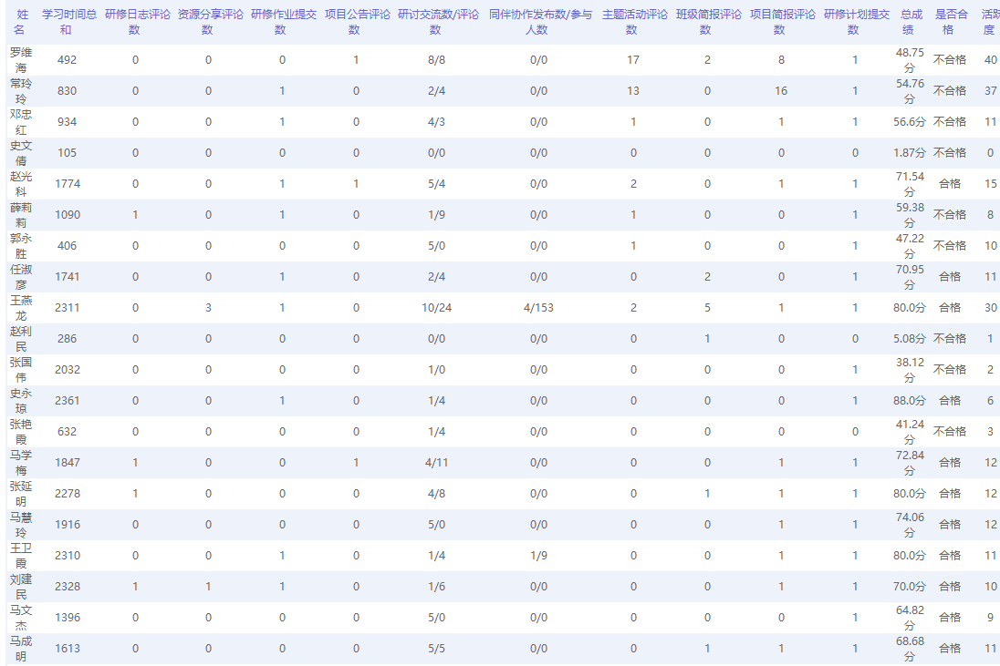 姓名 学习时间总和 研修日志评论数 资源分享评论数 研修作业提交数 项目公告评论数 研讨交流数/评论数 同伴协作发布数/参与人数 主题活动评论数 班级简报评论数 项目简报评论数 研修计划提交数 总成绩 是否合格 活跃度
罗维海 492 0 0 0 1 8/8 0/0 17 2 8 1 48.75分 不合格 40
常玲玲 830 0 0 1 0 2/4 0/0 13 0 16 1 54.76分 不合格 37
邓忠红 934 0 0 1 0 4/3 0/0 1 0 1 1 56.6分 不合格 11
史文倩 105 0 0 0 0 0/0 0/0 0 0 0 0 1.87分 不合格 0
赵光科 1774 0 0 1 1 5/4 0/0 2 0 1 1 71.54分 合格 15
薛莉莉 1090 1 0 1 0 1/9 0/0 1 0 0 1 59.38分 不合格 8
郭永胜 406 0 0 0 0 5/0 0/0 1 0 0 1 47.22分 不合格 10
任淑彦 1741 0 0 1 0 2/4 0/0 0 2 0 1 70.95分 合格 11
王燕龙 2311 0 3 1 0 10/24 4/153 2 5 1 1 80.0分 合格 30
赵利民 286 0 0 0 0 0/0 0/0 0 1 0 0 5.08分 不合格 1
张国伟 2032 0 0 0 0 1/0 0/0 0 0 0 1 38.12分 不合格 2
史永琼 2361 0 0 1 0 1/4 0/0 0 0 0 1 88.0分 合格 6
张艳霞 632 0 0 0 0 1/4 0/0 0 0 0 0 41.24分 不合格 3
马学梅 1847 1 0 0 1 4/11 0/0 0 0 1 1 72.84分 合格 12
张延明 2278 1 0 0 0 4/8 0/0 0 1 1 1 80.0分 合格 12
马慧玲 1916 0 0 0 0 5/0 0/0 0 0 1 1 74.06分 合格 12
王卫霞 2310 0 0 1 0 1/4 1/9 0 0 1 1 80.0分 合格 11
刘建民 2328 1 1 1 0 1/6 0/0 0 0 1 1 70.0分 合格 10
马文杰 1396 0 0 0 0 5/0 0/0 0 0 0 1 64.82分 合格 9
马成明 1613 0 0 0 0 5/5 0/0 0 1 1 1 68.68分 合格 11